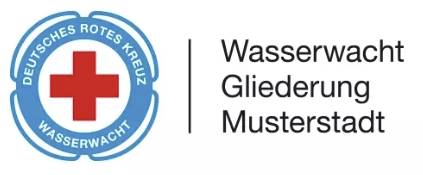 DEUTSCHES ROTES KREUZ
WASSERWACHT
Wasserwacht
Gliederung
Musterstadt